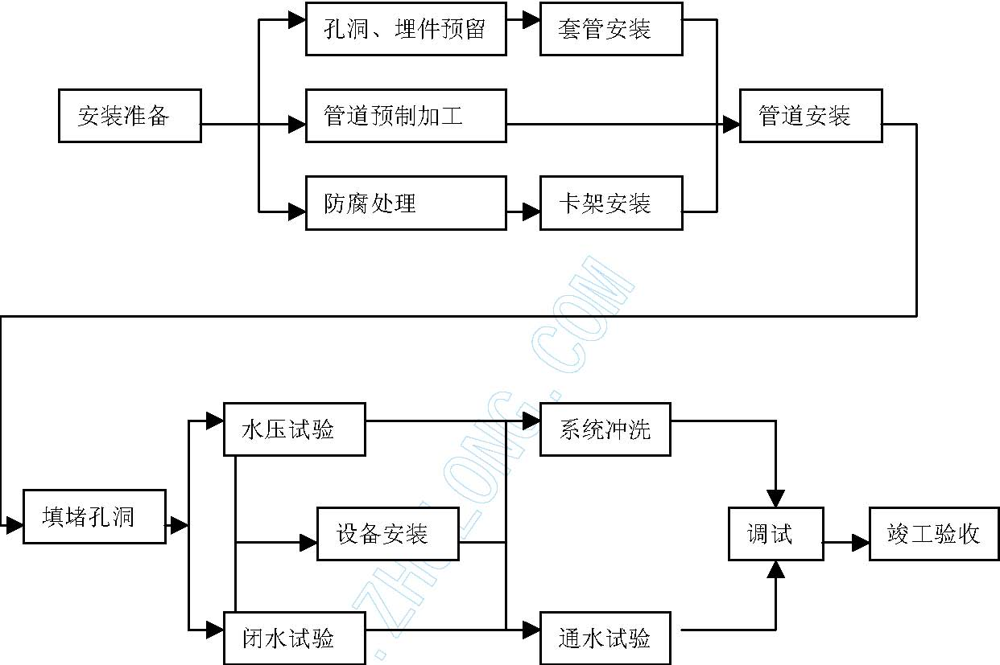 孔洞、埋件预留
套管安装
安装准备
管道预制加工
管道安装
防腐处理
卡架安装
水压试验
系统冲洗
填堵孔洞
设备安装
调试
竣工验收
闭水试验
通水试验
.ZHULONG.COM